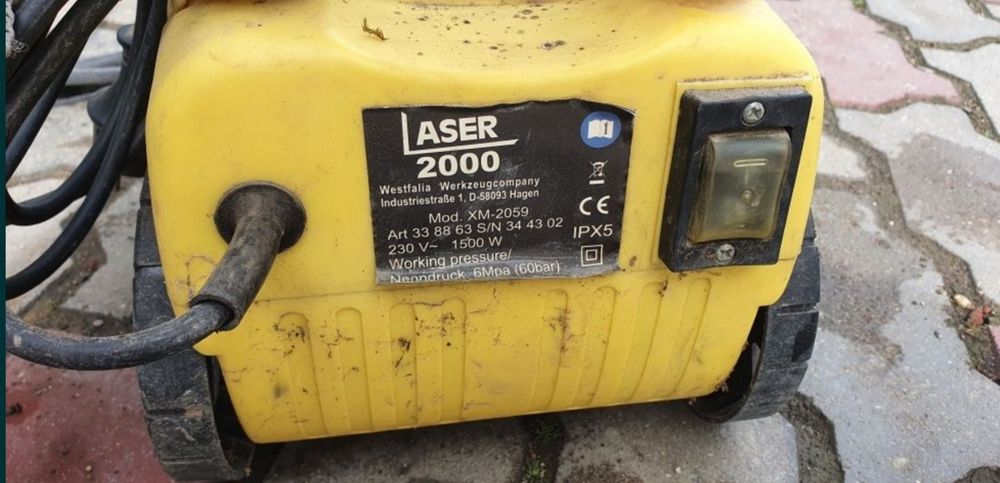 LASER
2000
Westfalia Werkzeugcompany
Industriestraße 1, D-58093 Hagen
Mod. XM-2059
Art 33 88 63 S/N 34 43 02
230 V~ 1500 W
Working pressure/
Nenndruck 6Mpa (60bar)
1
CE
IPX5